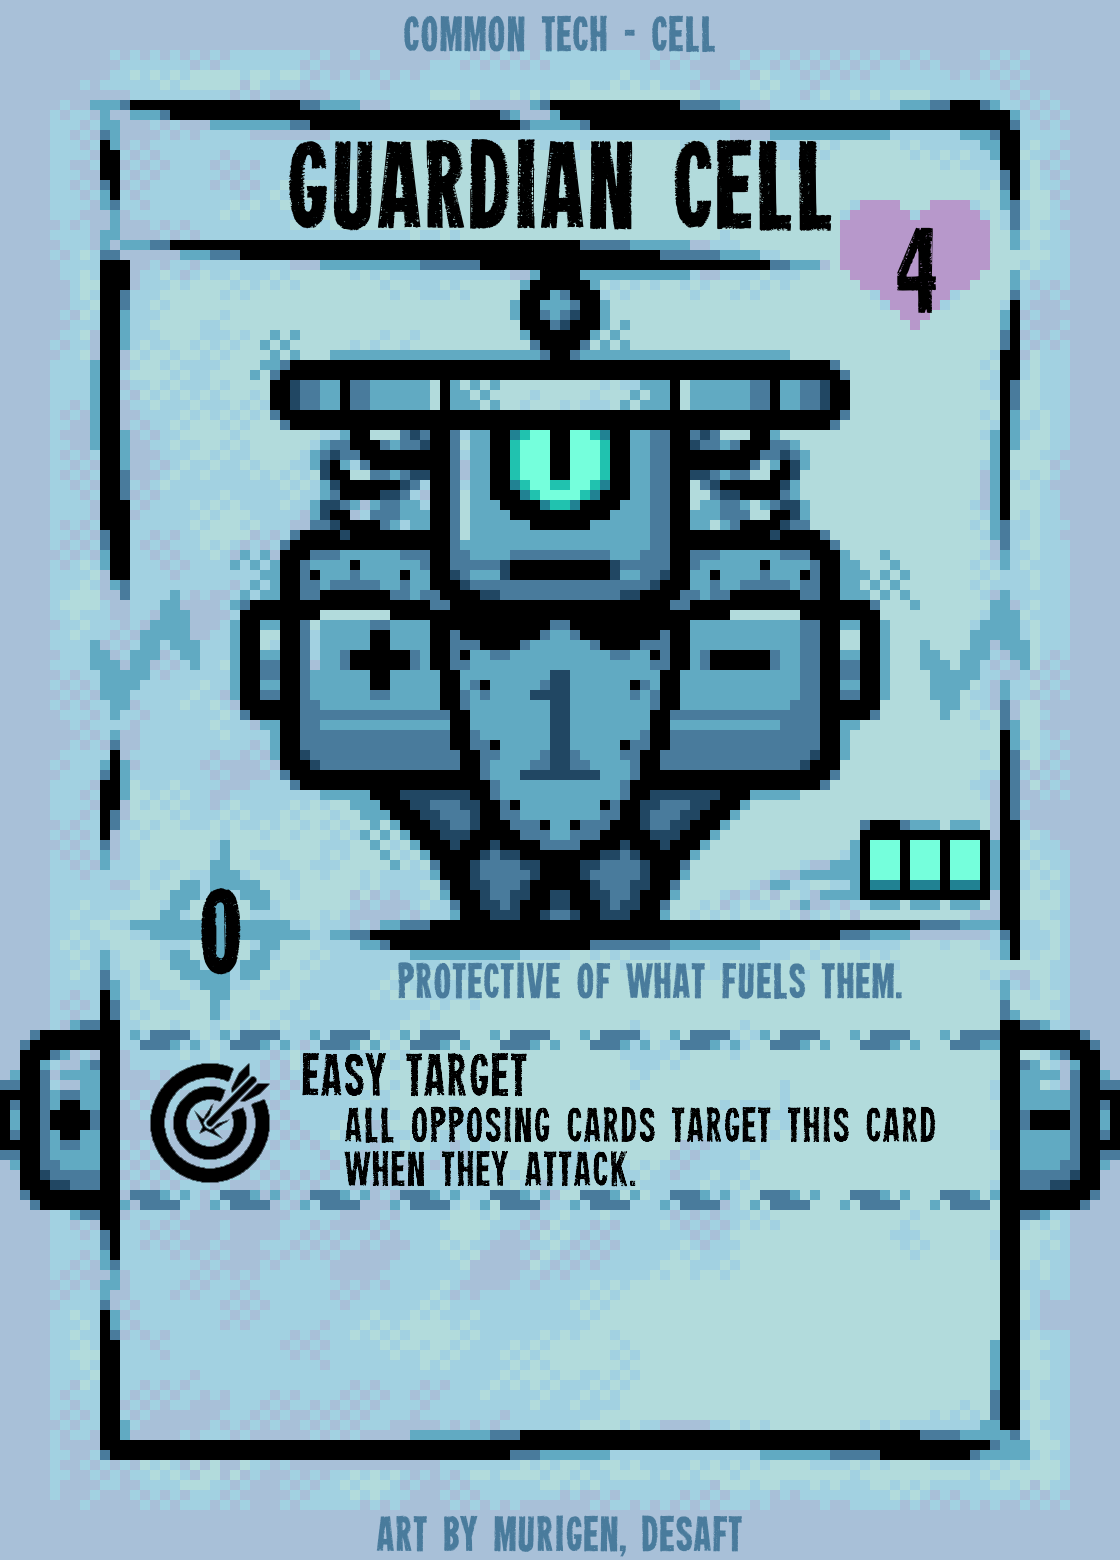 COMMON TECH - CELL
GUARDIAN CELL
4
+ -
1
0
PROTECTIVE OF WHAT FUELS THEM.
EASY TARGET
ALL OPPOSING CARDS TARGET THIS CARD
WHEN THEY ATTACK.
+ -
ART BY MURIGEN, DESAFT